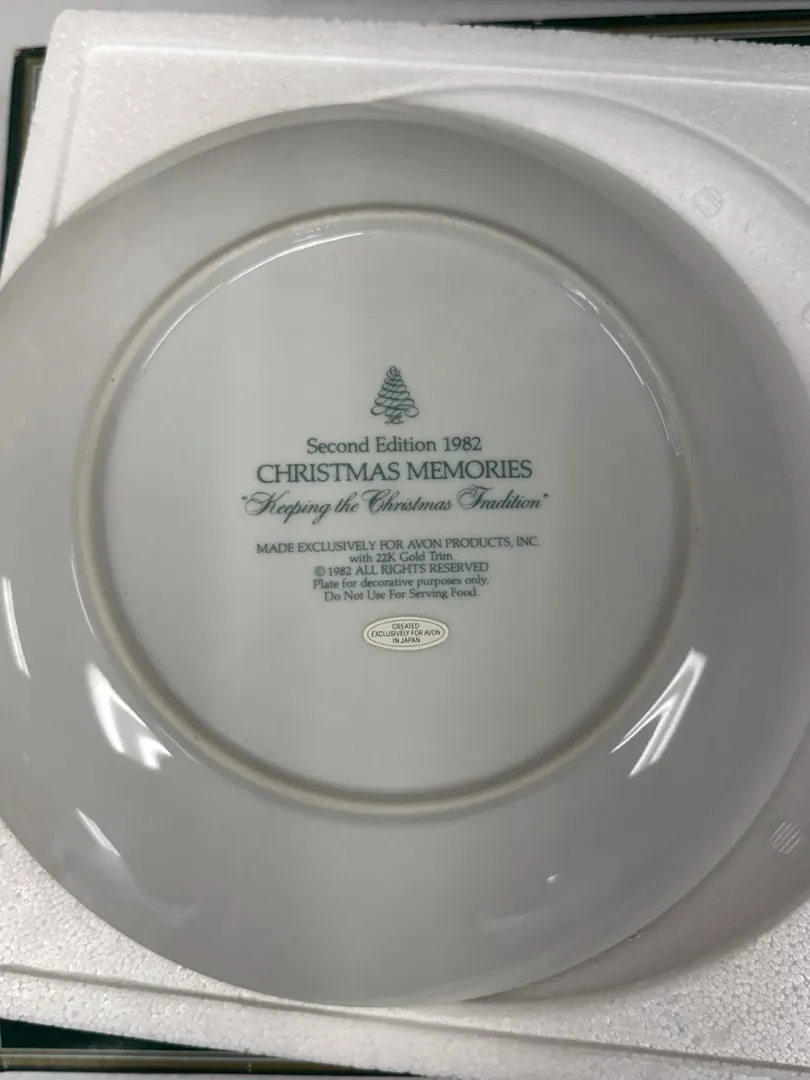 Second Edition 1982
CHRISTMAS MEMORIES
"Keeping the Christmas Tradition"
MADE EXCLUSIVELY FOR AVON PRODUCTS, INC.
with 22K Gold Trim
© 1982 ALL RIGHTS RESERVED
Plate for decorative purposes only.
Do Not Use For Serving Food.
CREATED
EXCLUSIVELY FOR AVON
IN JAPAN